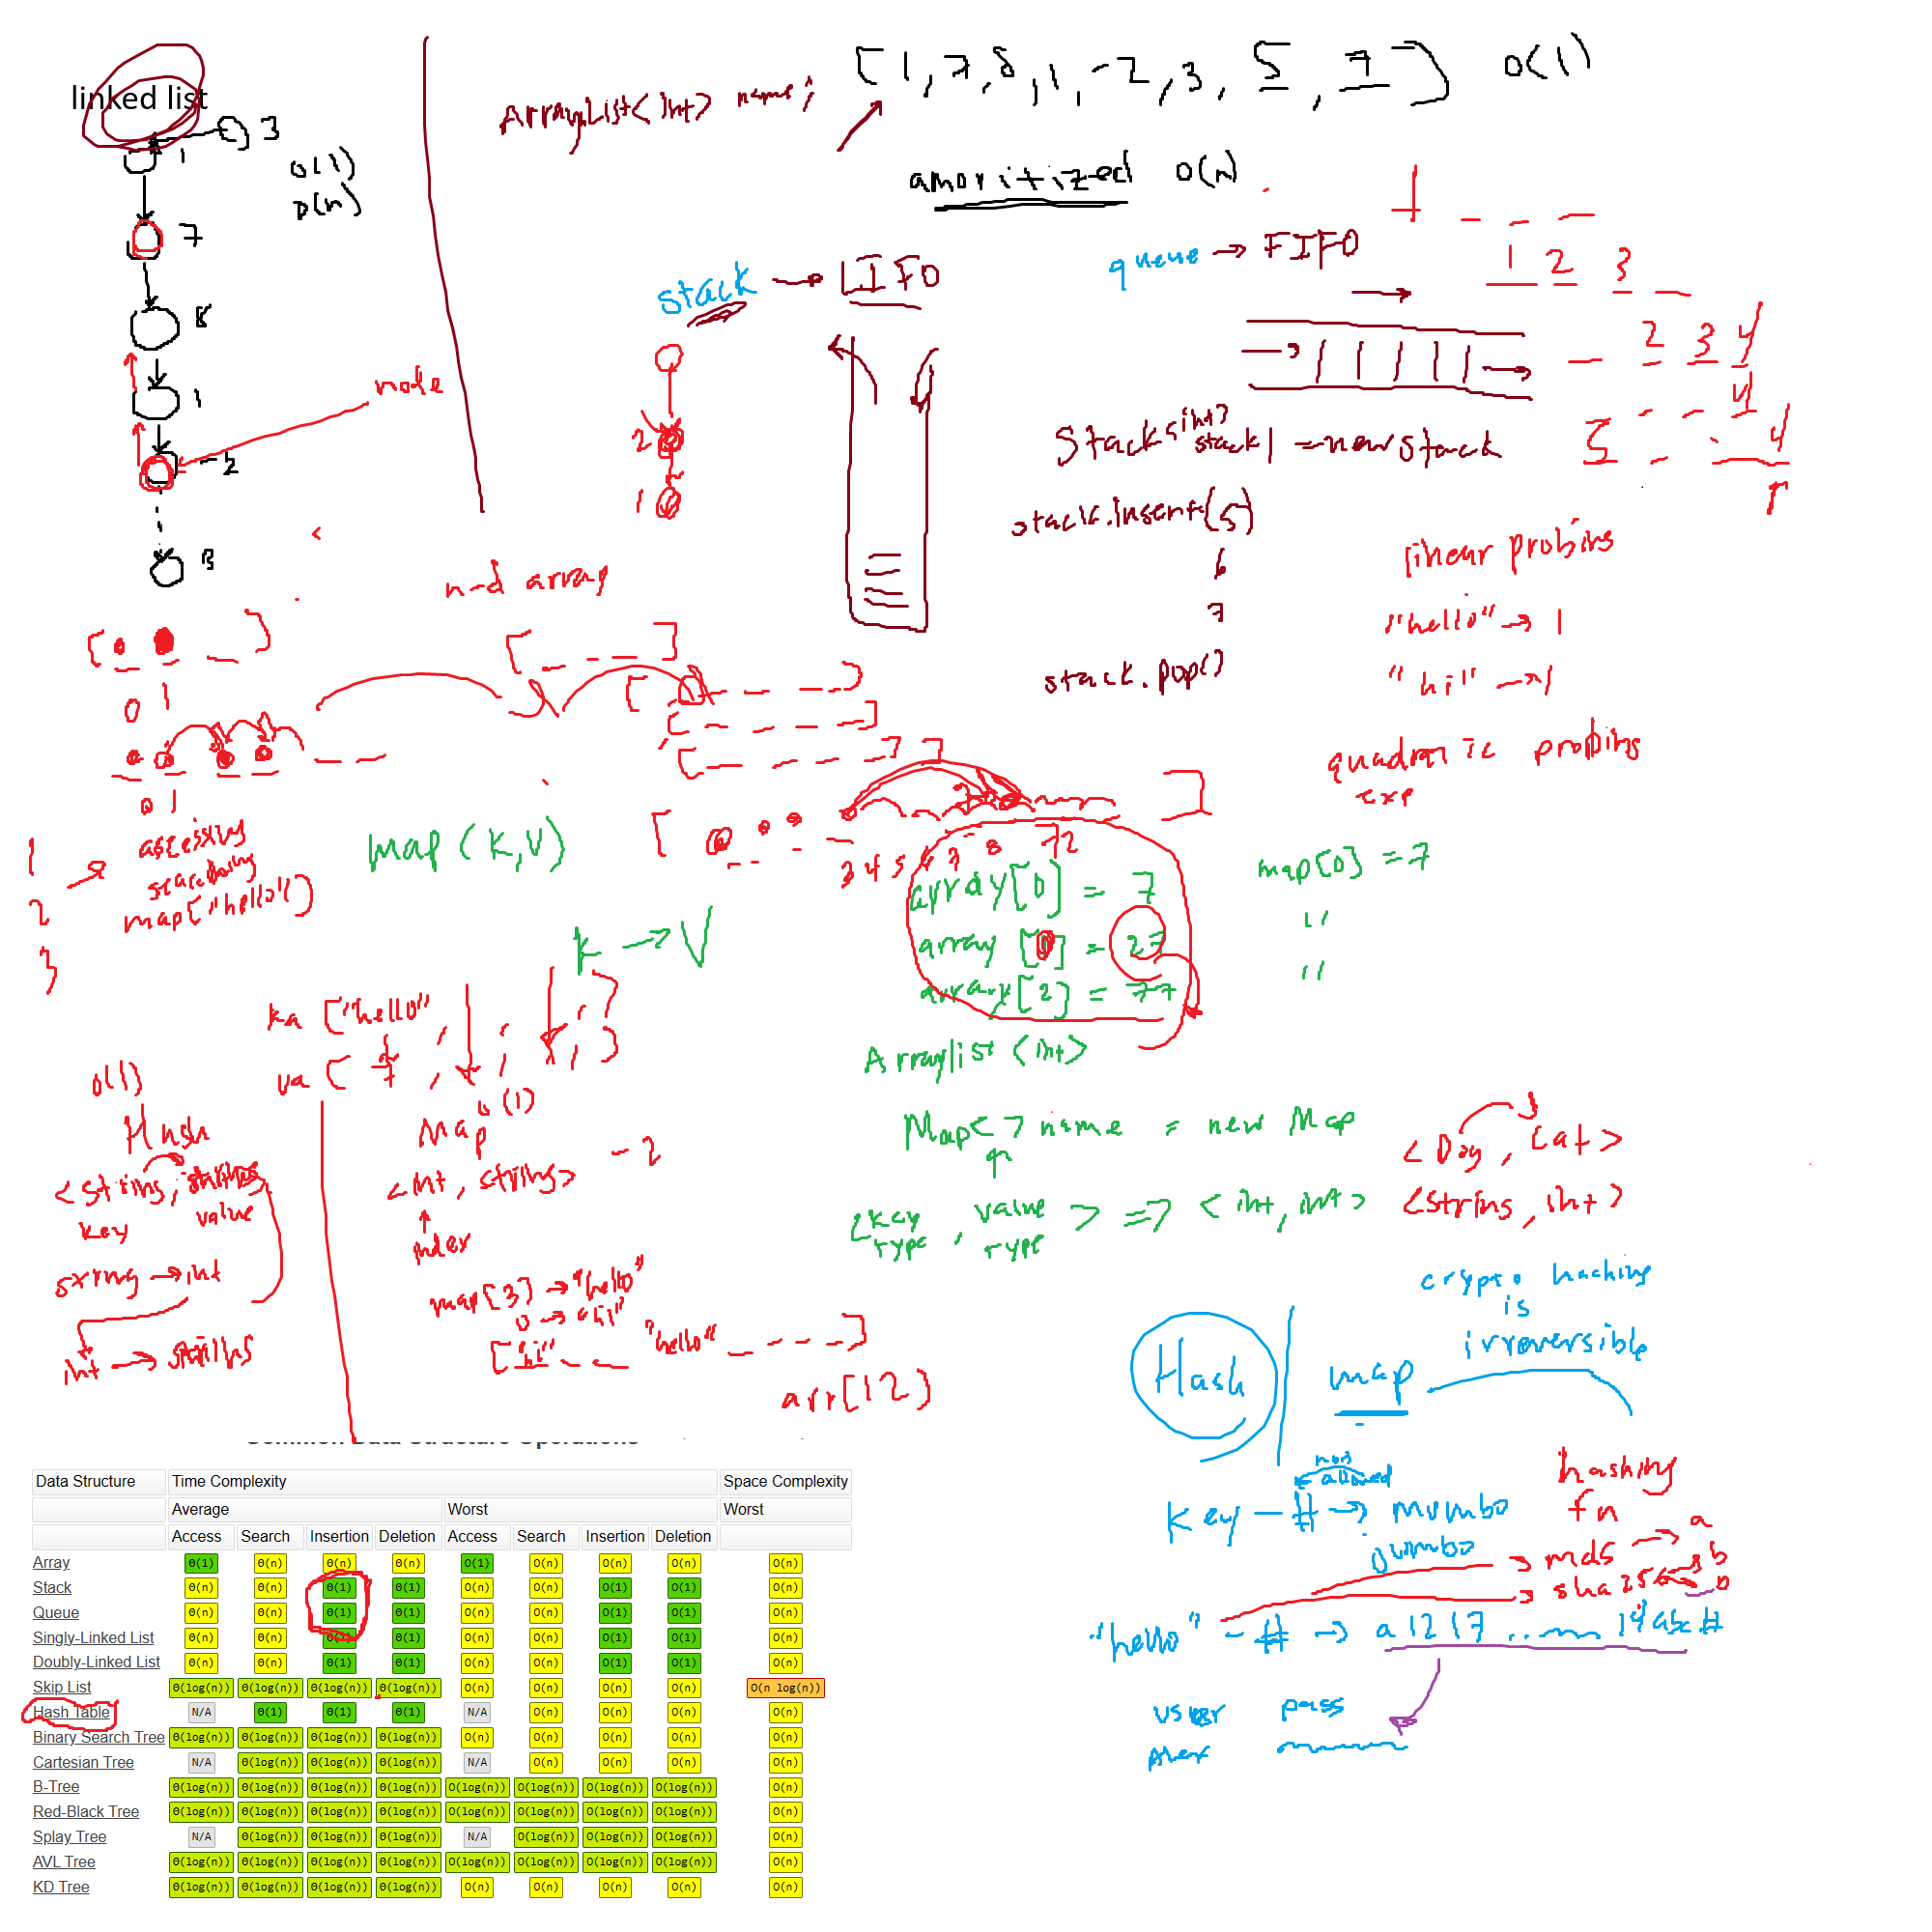 linked list
3
1
o(1)
o(n)
7
8
1
node
-2
ArrayList<int> name;
[1,7,8,1,-2,3,5,7] o(1)
amoritized o(n)
stack → LIFO
queue → FIFO
1 2 3
2 3 4
4
5 4
2
1
Stack<int> stack1 = new stack
stack.insert(5)
6
7
stack.pop()
linear probing
"hello" → 1
"hi" → 1
quadratic probing
exp
n-d array
0 1
0 1
1
2
3
accessing
searching
map["hello"]
map (K,V)
K → V
3 4 5 6 7 8 72
array[0] = 7
array [0] = 27
array[2] = 77
map[0] = 7
"
"
Arraylist <int>
ka ["hello", , , , ]
va [ 7 , , , , ]
o(1)
Hash
<string, string>
key value
string → int
int → string
o(1)
Map
<int, string> -2
index
map[3] → "hello"
0 → "hi"
["hi" "hello" ]
arr[12]
Map< > name = new Map
<key type, value type> => <int, int>
<Dog, Cat>
<string, int>
crypto hashing
is
irreversible
Hash
map
not
allowed
key - # → mumbo
jumbo
hashing
fn
md5 → a
sha256 → b
"hello" - # → a1217 ..... 14abc#
user pass
Common Data Structure Operations
Data Structure Time Complexity Space Complexity
Average Worst Worst
Access Search Insertion Deletion Access Search Insertion Deletion
Array Θ(1) Θ(n) Θ(n) Θ(n) O(1) O(n) O(n) O(n) O(n)
Stack Θ(n) Θ(n) Θ(1) Θ(1) O(n) O(n) O(1) O(1) O(n)
Queue Θ(n) Θ(n) Θ(1) Θ(1) O(n) O(n) O(1) O(1) O(n)
Singly-Linked List Θ(n) Θ(n) Θ(1) Θ(1) O(n) O(n) O(1) O(1) O(n)
Doubly-Linked List Θ(n) Θ(n) Θ(1) Θ(1) O(n) O(n) O(1) O(1) O(n)
Skip List Θ(log(n)) Θ(log(n)) Θ(log(n)) Θ(log(n)) O(n) O(n) O(n) O(n) O(n log(n))
Hash Table N/A Θ(1) Θ(1) Θ(1) N/A O(n) O(n) O(n) O(n)
Binary Search Tree Θ(log(n)) Θ(log(n)) Θ(log(n)) Θ(log(n)) O(n) O(n) O(n) O(n) O(n)
Cartesian Tree N/A Θ(log(n)) Θ(log(n)) Θ(log(n)) N/A O(n) O(n) O(n) O(n)
B-Tree Θ(log(n)) Θ(log(n)) Θ(log(n)) Θ(log(n)) O(log(n)) O(log(n)) O(log(n)) O(log(n)) O(n)
Red-Black Tree Θ(log(n)) Θ(log(n)) Θ(log(n)) Θ(log(n)) O(log(n)) O(log(n)) O(log(n)) O(log(n)) O(n)
Splay Tree N/A Θ(log(n)) Θ(log(n)) Θ(log(n)) N/A O(log(n)) O(log(n)) O(log(n)) O(n)
AVL Tree Θ(log(n)) Θ(log(n)) Θ(log(n)) Θ(log(n)) O(log(n)) O(log(n)) O(log(n)) O(log(n)) O(n)
KD Tree Θ(log(n)) Θ(log(n)) Θ(log(n)) Θ(log(n)) O(n) O(n) O(n) O(n) O(n)